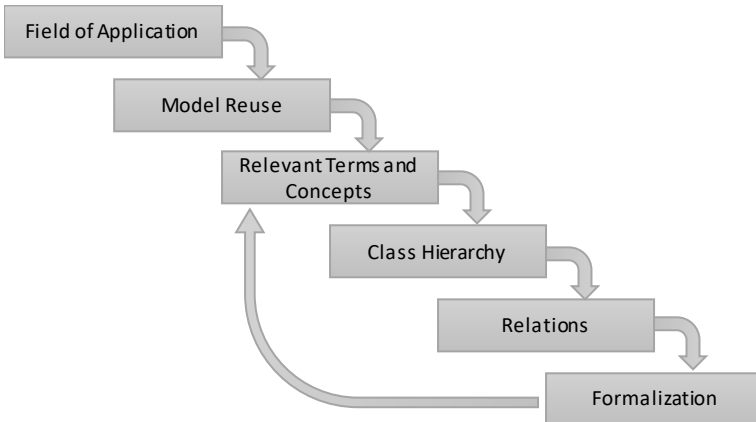 Field of Application
Model Reuse
Relevant Terms and
Concepts
Class Hierarchy
Relations
Formalization